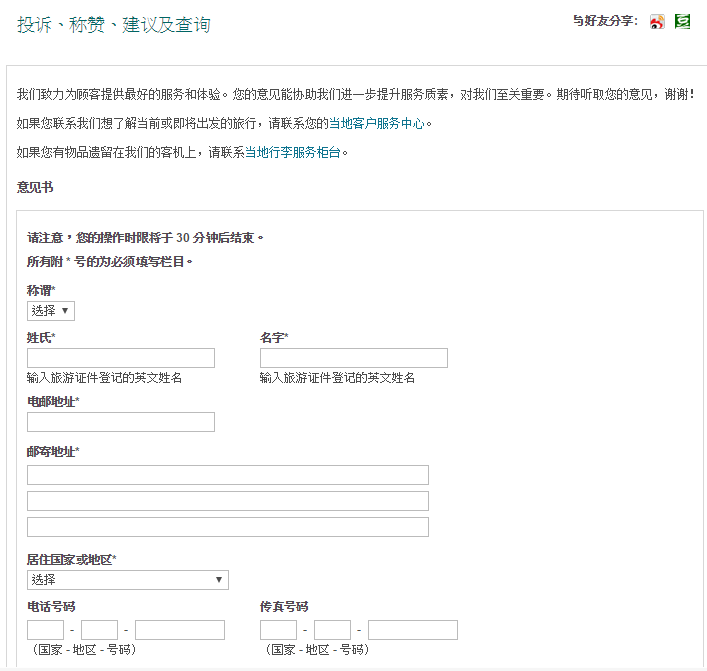 投诉、称赞、建议及查询
与好友分享:
我们致力为顾客提供最好的服务和体验。您的意见能协助我们进一步提升服务质素,对我们至关重要。期待听取您的意见,谢谢!
如果您联系我们想了解当前或即将出发的旅行,请联系您的当地客户服务中心。
如果您有物品遗留在我们的客机上,请联系当地行李服务柜台。
意见书
请注意,您的操作时限将于 30 分钟后结束。
所有附 * 号的为必须填写栏目。
称谓*
选择
姓氏* 名字*
输入旅游证件登记的英文姓名 输入旅游证件登记的英文姓名
电邮地址*
邮寄地址*
居住国家或地区*
选择
电话号码 传真号码
- - - -
(国家 - 地区 - 号码) (国家 - 地区 - 号码)